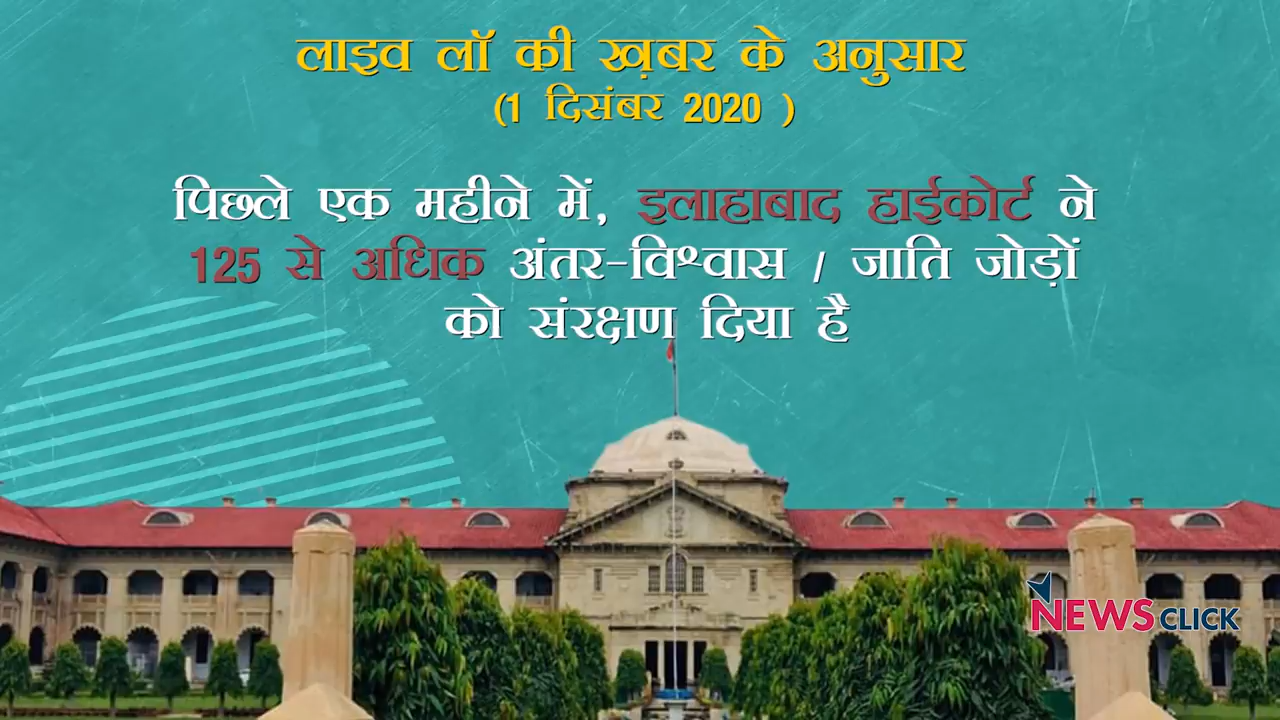 लाइव लॉ की ख़बर के अनुसार
(1 दिसंबर 2020 )
पिछले एक महीने में, इलाहाबाद हाईकोर्ट ने
125 से अधिक अंतर-विश्वास / जाति जोड़ों
को संरक्षण दिया है
NEWSCLICK